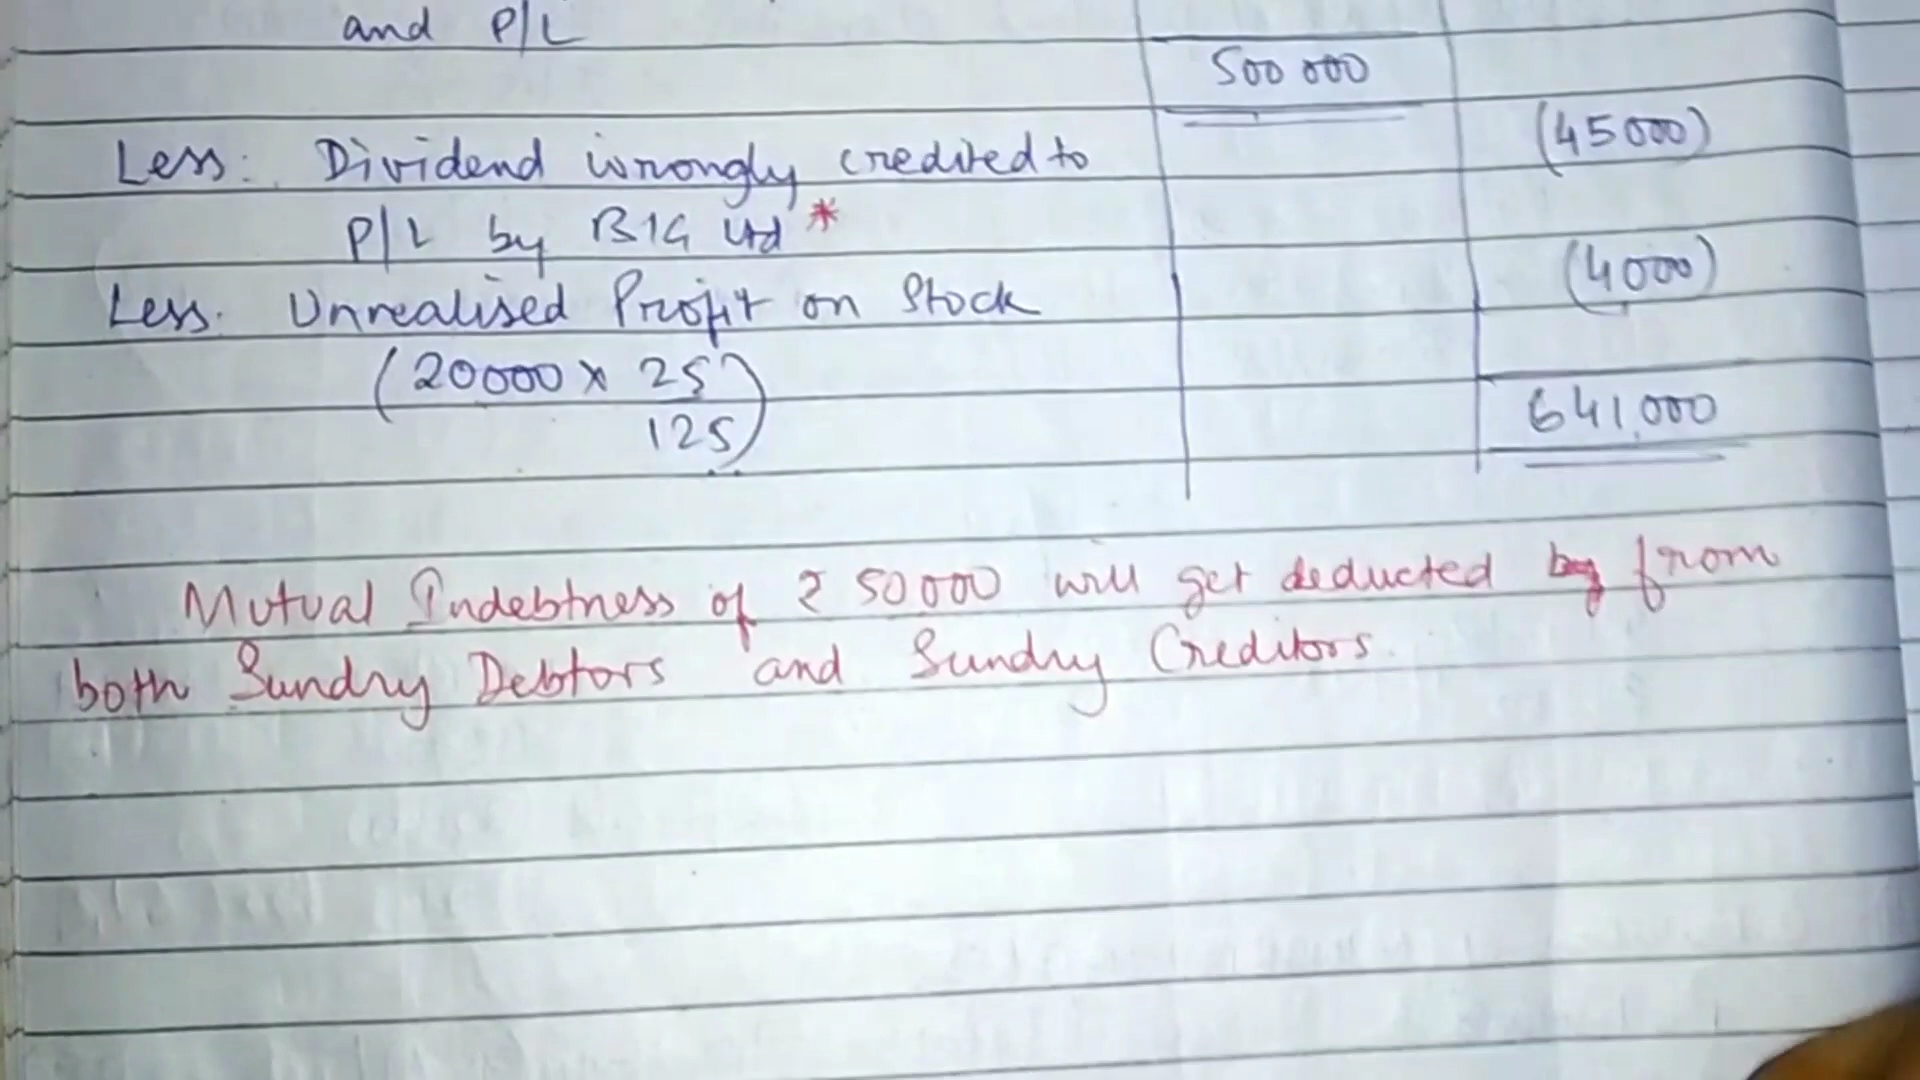 and P/L
500 000
Less: Dividend wrongly credited to (45000)
P/L by BIG Ltd *
Less. Unrealised Profit on Stock (4000)
(20000 x 25
125) 641,000
Mutual Indebtness of ₹ 50000 will get deducted by from
both Sundry Debtors and Sundry Creditors.